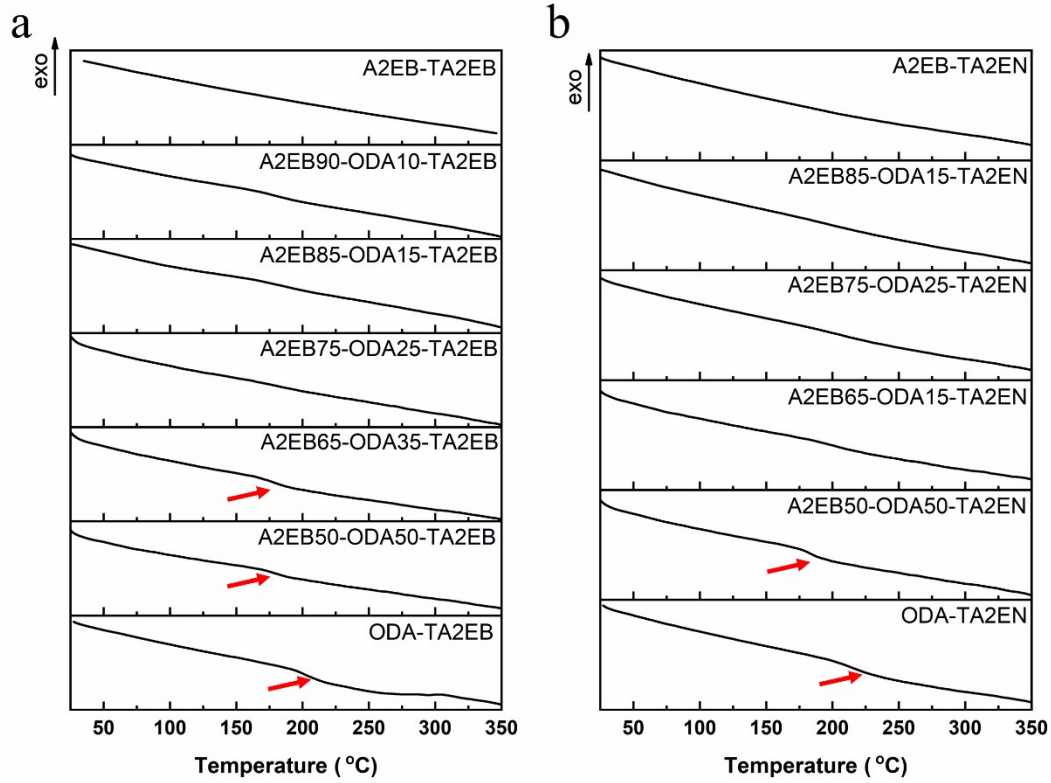 a
exo
A2EB-TA2EB
A2EB90-ODA10-TA2EB
A2EB85-ODA15-TA2EB
A2EB75-ODA25-TA2EB
A2EB65-ODA35-TA2EB
A2EB50-ODA50-TA2EB
ODA-TA2EB
50 100 150 200 250 300 350
Temperature ( °C)
b
exo
A2EB-TA2EN
A2EB85-ODA15-TA2EN
A2EB75-ODA25-TA2EN
A2EB65-ODA15-TA2EN
A2EB50-ODA50-TA2EN
ODA-TA2EN
50 100 150 200 250 300 350
Temperature ( °C)